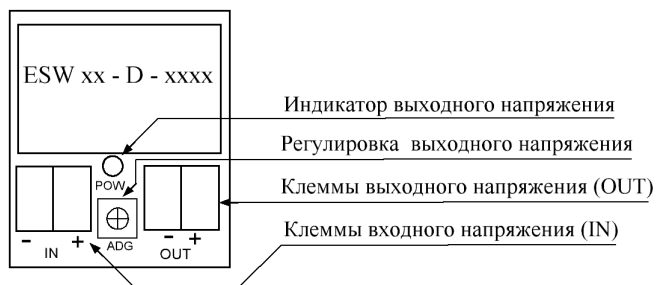 ESW xx - D - xxxx
Индикатор выходного напряжения
Регулировка выходного напряжения
POW
Клеммы выходного напряжения (OUT)
Клеммы входного напряжения (IN)
- + ADG - +
IN OUT